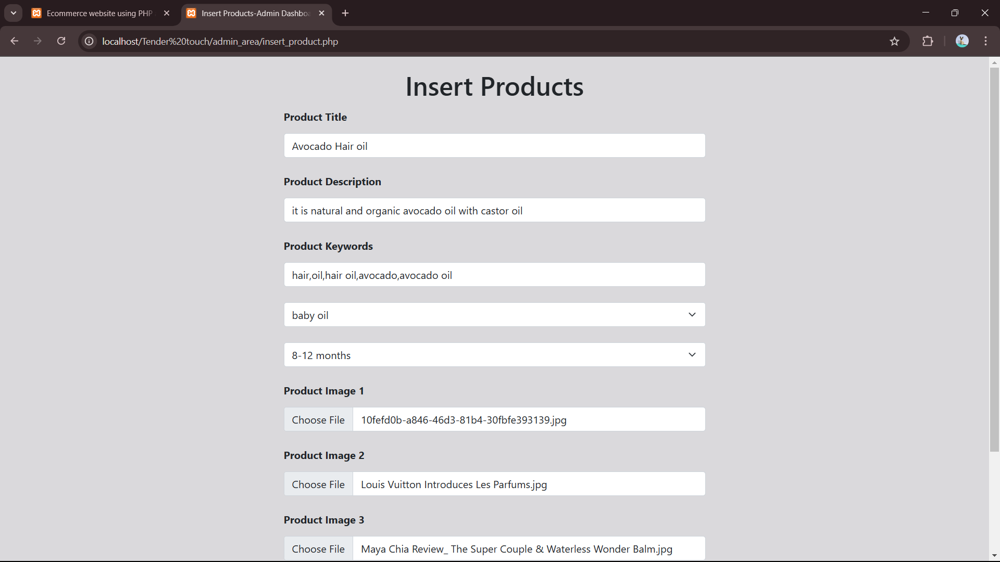 Ecommerce website using PHP
Insert Products-Admin Dashboa
localhost/Tender%20touch/admin_area/insert_product.php
Insert Products
Product Title
Avocado Hair oil
Product Description
it is natural and organic avocado oil with castor oil
Product Keywords
hair,oil,hair oil,avocado,avocado oil
baby oil
8-12 months
Product Image 1
Choose File 10fefd0b-a846-46d3-81b4-30fbfe393139.jpg
Product Image 2
Choose File Louis Vuitton Introduces Les Parfums.jpg
Product Image 3
Choose File Maya Chia Review_ The Super Couple & Waterless Wonder Balm.jpg